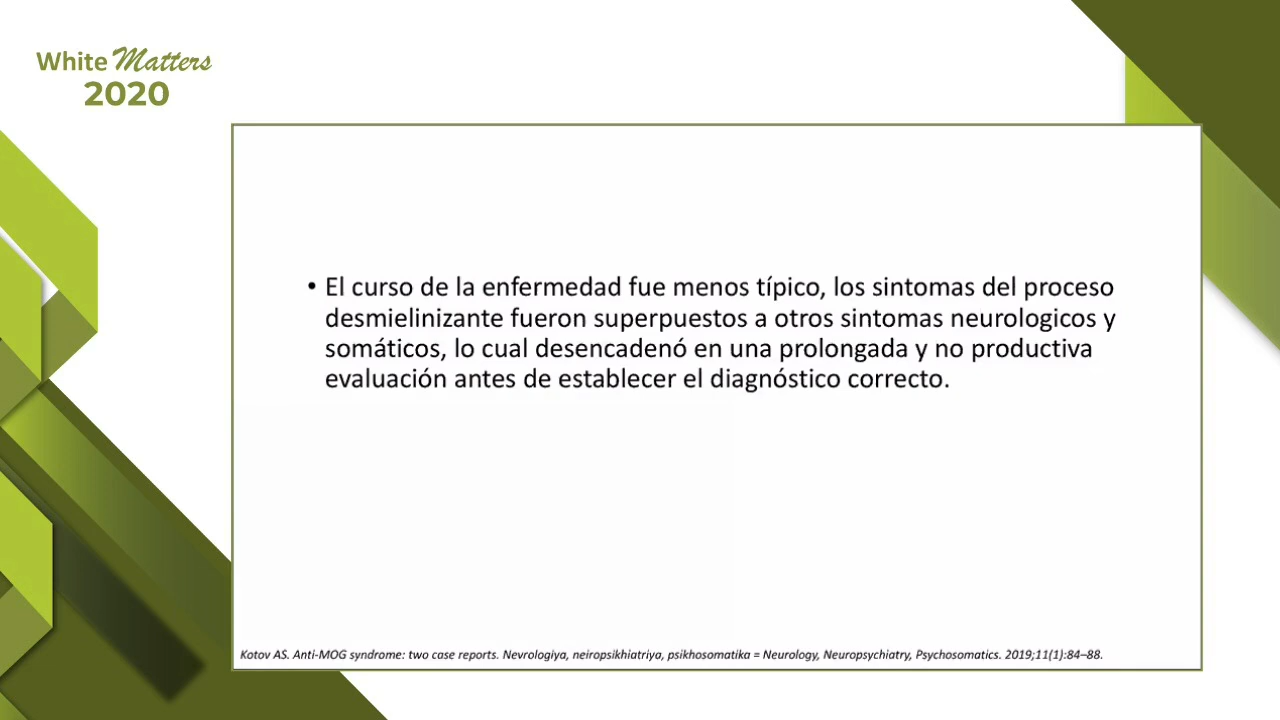 White Matters
2020
• El curso de la enfermedad fue menos típico, los sintomas del proceso
desmielinizante fueron superpuestos a otros sintomas neurologicos y
somáticos, lo cual desencadenó en una prolongada y no productiva
evaluación antes de establecer el diagnóstico correcto.
Kotov AS. Anti-MOG syndrome: two case reports. Nevrologiya, neiropsikhiatriya, psikhosomatika = Neurology, Neuropsychiatry, Psychosomatics. 2019;11(1):84–88.